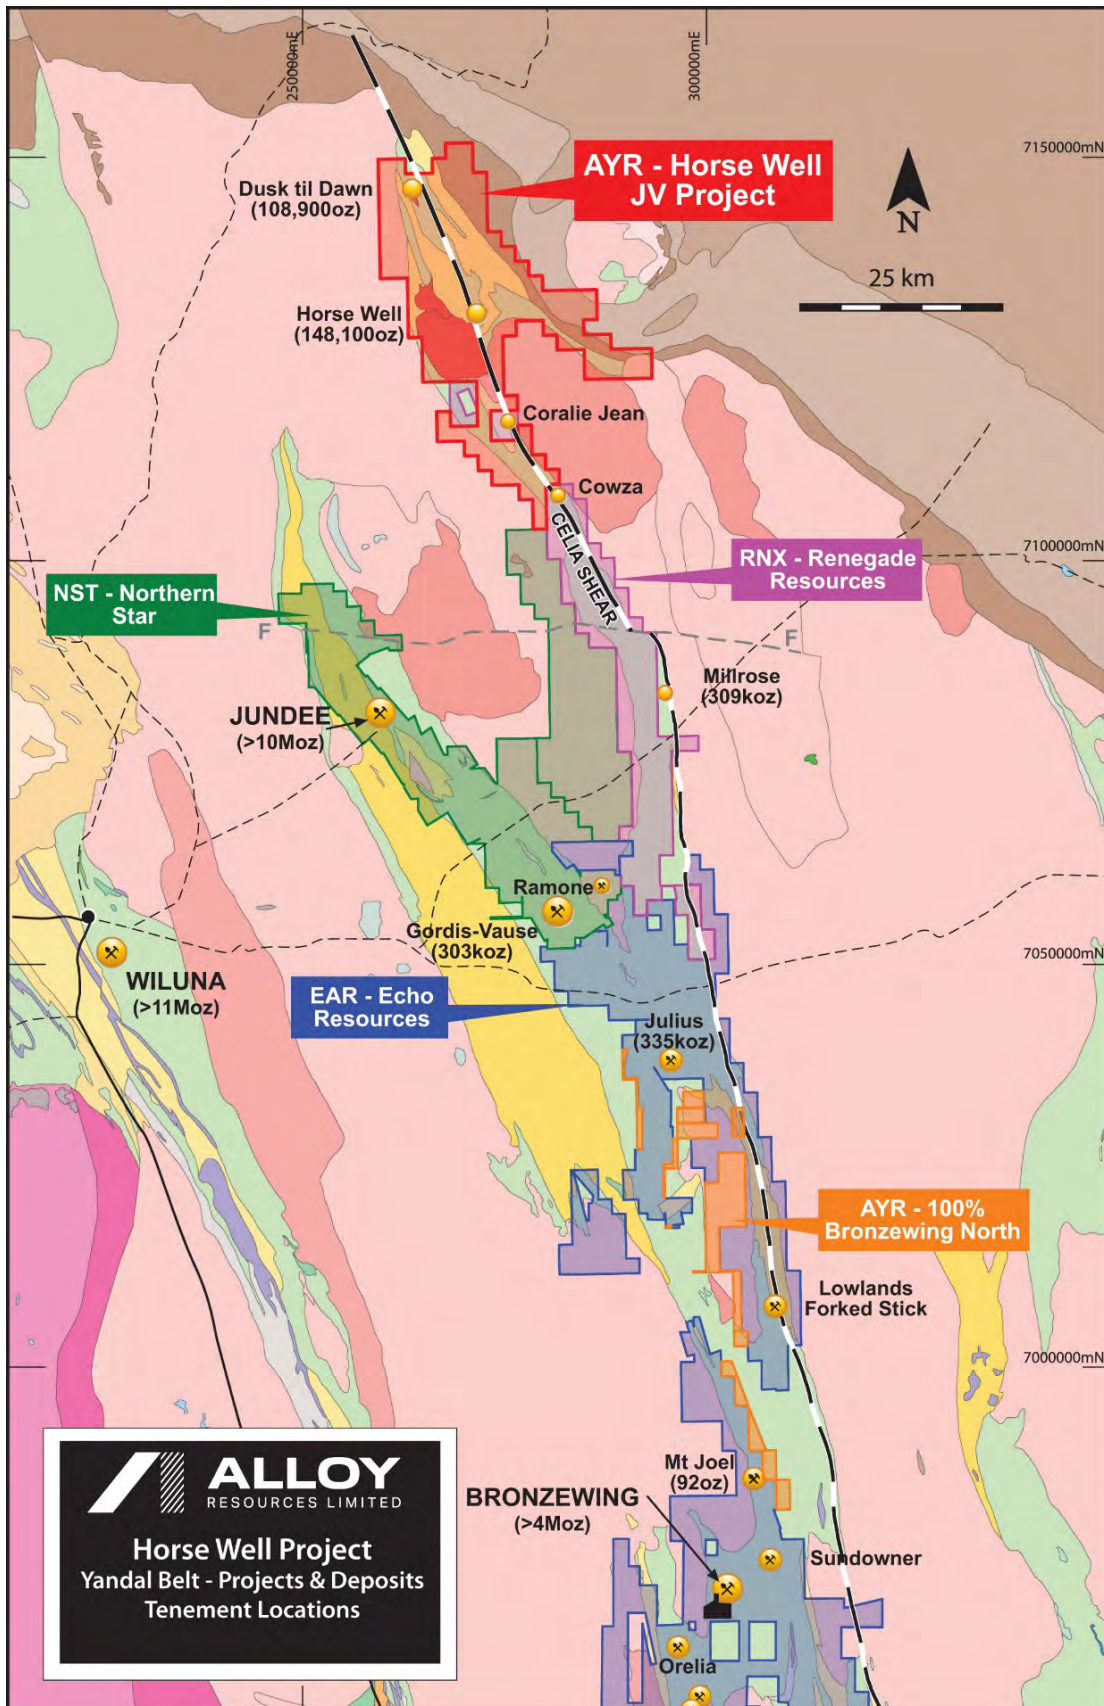 250000mE
300000mE
7150000mN
AYR - Horse Well
JV Project
N
25 km
Dusk til Dawn
(108,900oz)
Horse Well
(148,100oz)
Coralie Jean
Cowza
CELIA SHEAR
RNX - Renegade
Resources
7100000mN
NST - Northern
Star
F
F
Millrose
(309koz)
JUNDEE
(>10Moz)
Ramone
Gordis-Vause
(303koz)
WILUNA
(>11Moz)
7050000mN
EAR - Echo
Resources
Julius
(335koz)
AYR - 100%
Bronzewing North
Lowlands
Forked Stick
7000000mN
Mt Joel
(92oz)
BRONZEWING
(>4Moz)
Sundowner
Orelia
ALLOY
RESOURCES LIMITED
Horse Well Project
Yandal Belt - Projects & Deposits
Tenement Locations